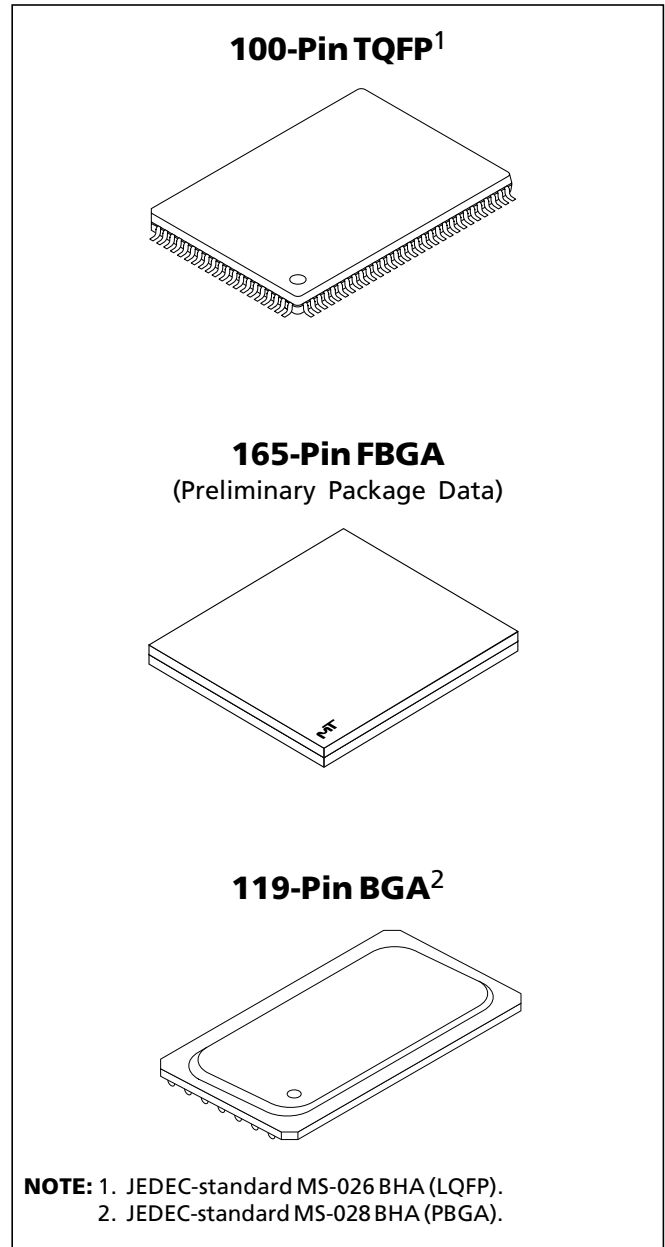 100-Pin TQFP1
165-Pin FBGA
(Preliminary Package Data)
MT
119-Pin BGA2
NOTE: 1. JEDEC-standard MS-026 BHA (LQFP).
2. JEDEC-standard MS-028 BHA (PBGA).